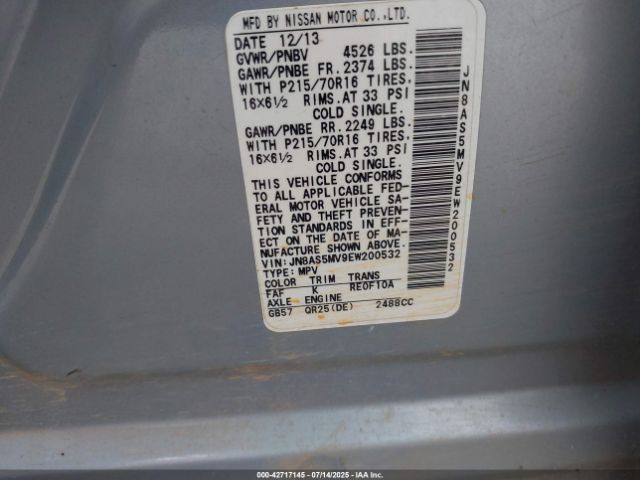 MFD BY NISSAN MOTOR CO.,LTD.
DATE 12/13
GVWR/PNBV 4526 LBS.
GAWR/PNBE FR. 2374 LBS.
WITH P215/70R16 TIRES,
16X6½ RIMS.AT 33 PSI
COLD SINGLE.
GAWR/PNBE RR. 2249 LBS.
WITH P215/70R16 TIRES,
16X6½ RIMS.AT 33 PSI
COLD SINGLE.
THIS VEHICLE CONFORMS
TO ALL APPLICABLE FED-
ERAL MOTOR VEHICLE SA-
FETY AND THEFT PREVEN-
TION STANDARDS IN EFF-
ECT ON THE DATE OF MA-
NUFACTURE SHOWN ABOVE.
VIN: JN8AS5MV9EW200532
TYPE: MPV
COLOR TRIM TRANS
FAF K RE0F10A
AXLE ENGINE
GB57 QR25(DE) 2488CC
JN8AS5MV9EW200532
000-42717145 - 07/14/2025 - IAAI.COM